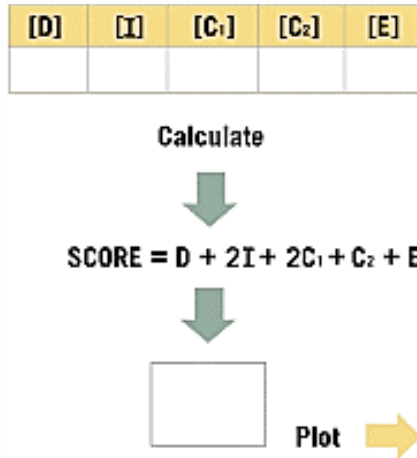 [D] [I] [C₁] [C₂] [E]
Calculate
SCORE = D + 2I + 2C₁ + C₂ + E
Plot